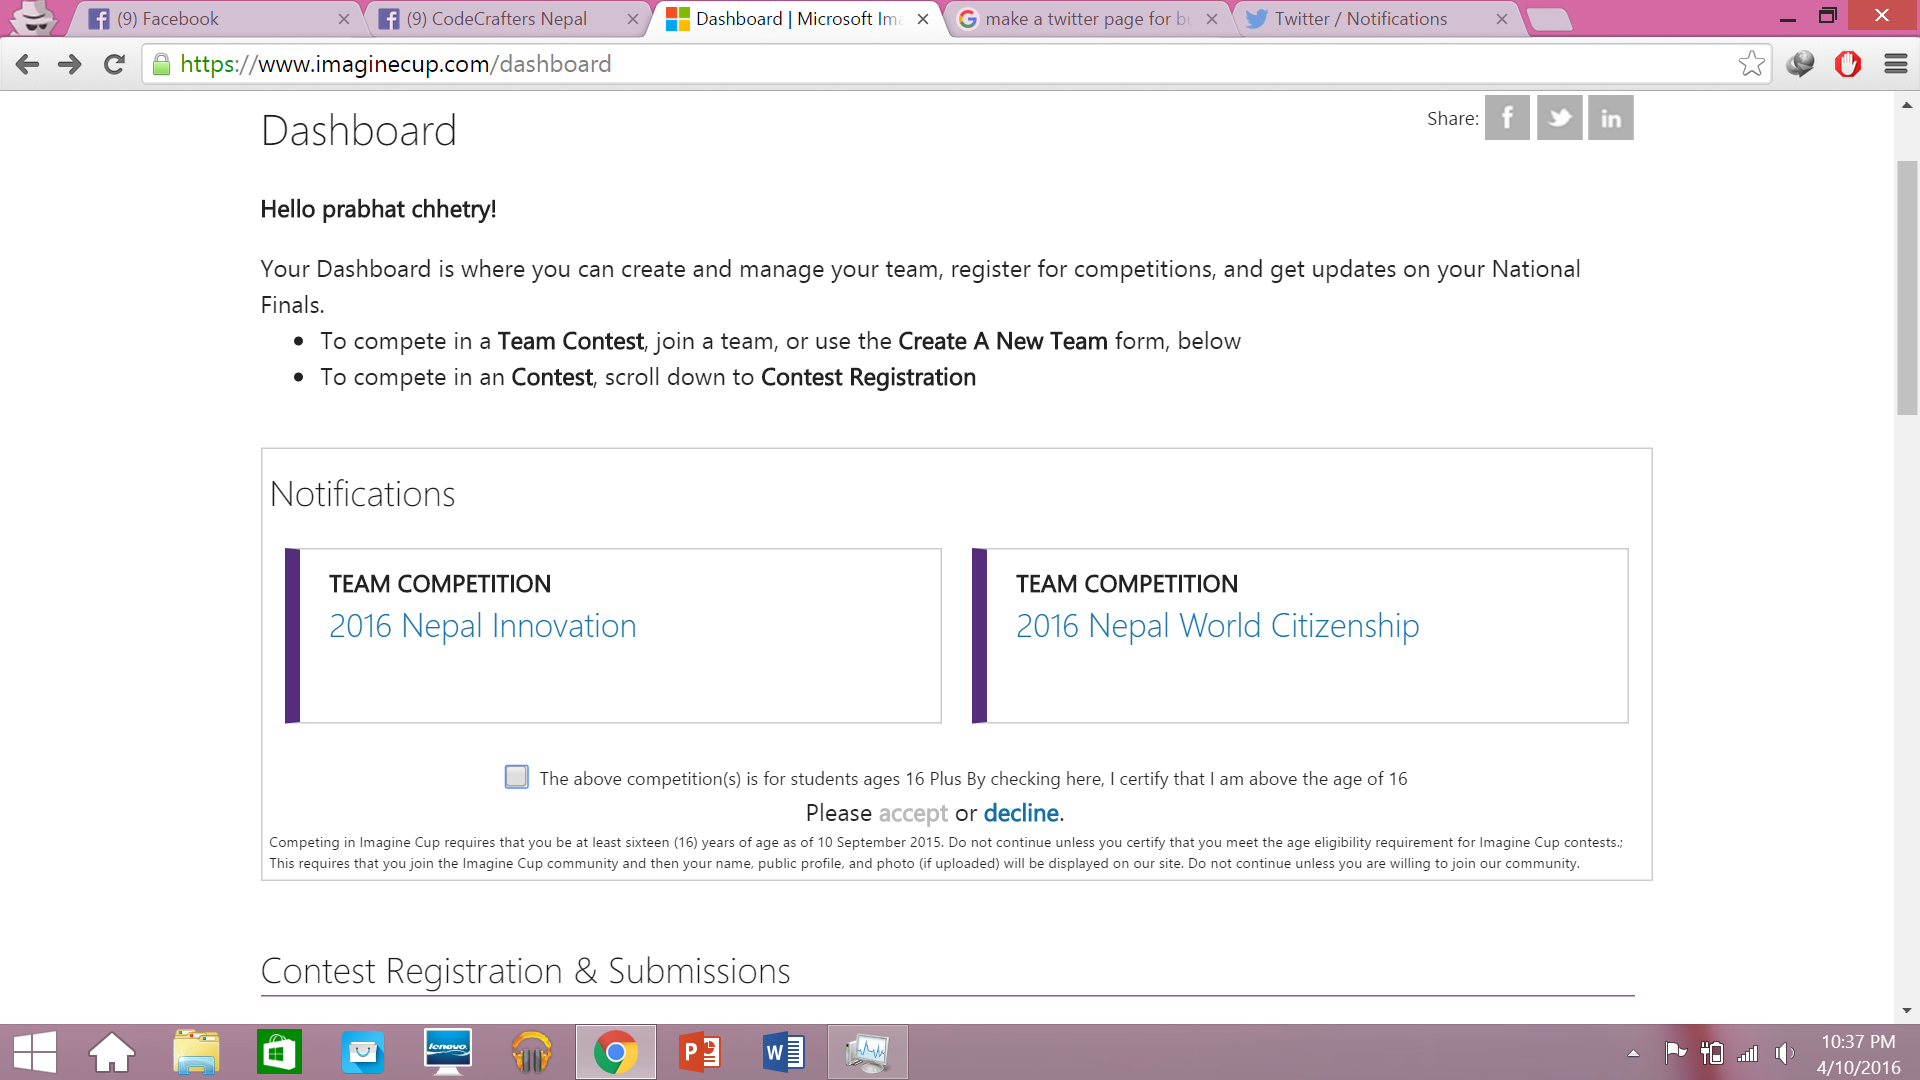 (9) Facebook
(9) CodeCrafters Nepal
Dashboard | Microsoft Ima
make a twitter page for bu
Twitter / Notifications
https://www.imaginecup.com/dashboard
Dashboard
Share:
Hello prabhat chhetry!
Your Dashboard is where you can create and manage your team, register for competitions, and get updates on your National
Finals.
• To compete in a Team Contest, join a team, or use the Create A New Team form, below
• To compete in an Contest, scroll down to Contest Registration
Notifications
TEAM COMPETITION
2016 Nepal Innovation
TEAM COMPETITION
2016 Nepal World Citizenship
The above competition(s) is for students ages 16 Plus By checking here, I certify that I am above the age of 16
Please accept or decline.
Competing in Imagine Cup requires that you be at least sixteen (16) years of age as of 10 September 2015. Do not continue unless you certify that you meet the age eligibility requirement for Imagine Cup contests.;
This requires that you join the Imagine Cup community and then your name, public profile, and photo (if uploaded) will be displayed on our site. Do not continue unless you are willing to join our community.
Contest Registration & Submissions
lenovo
10:37 PM
4/10/2016